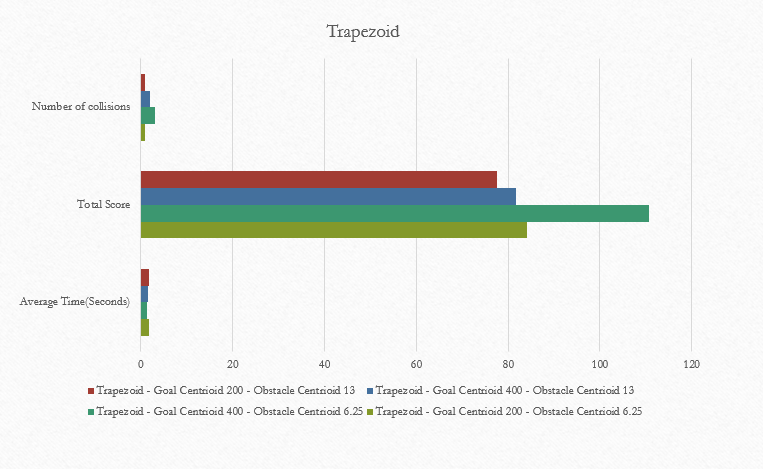 Trapezoid
Number of collisions
Total Score
Average Time(Seconds)
0 20 40 60 80 100 120
Trapezoid - Goal Centrioid 200 - Obstacle Centrioid 13 Trapezoid - Goal Centrioid 400 - Obstacle Centrioid 13
Trapezoid - Goal Centrioid 400 - Obstacle Centrioid 6.25 Trapezoid - Goal Centrioid 200 - Obstacle Centrioid 6.25